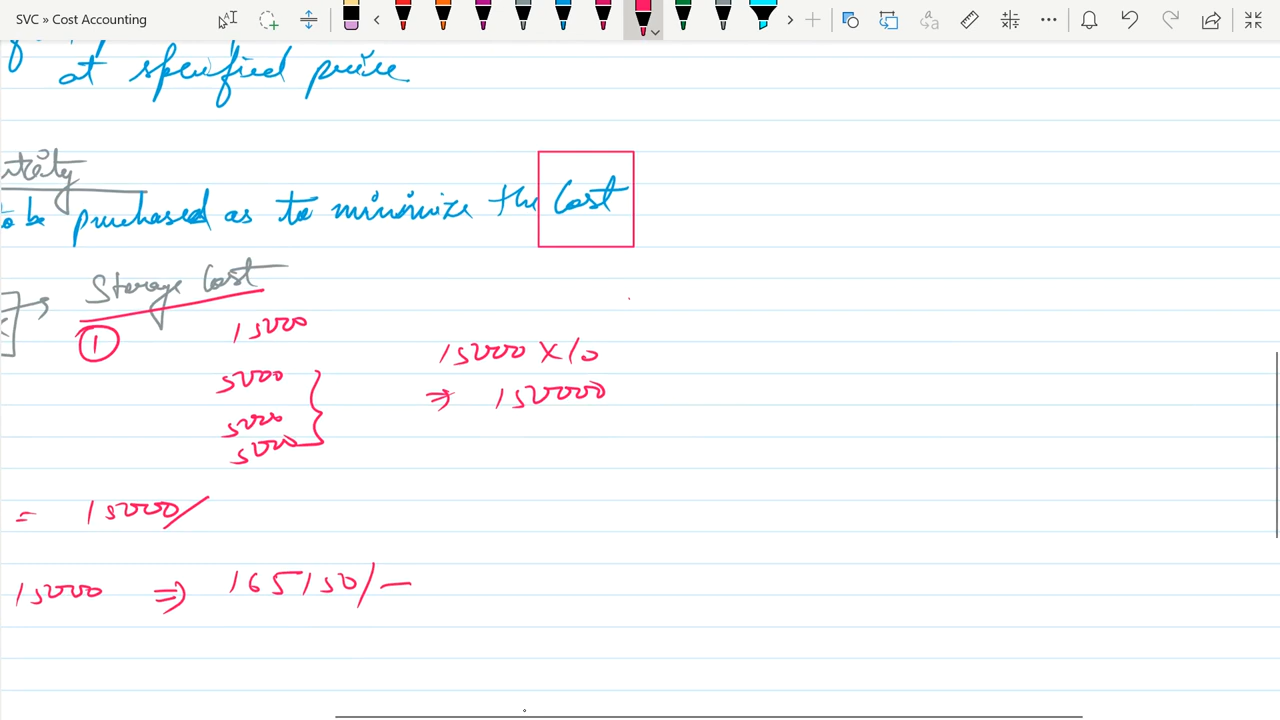 SVC » Cost Accounting
at specified price
ntity
to be purchased as to minimize the Cost
Storage Cost
1 15000
15000 X 10
5000
⇒ 150000
5000
5000
= 15000/
15000 ⇒ 165150/-